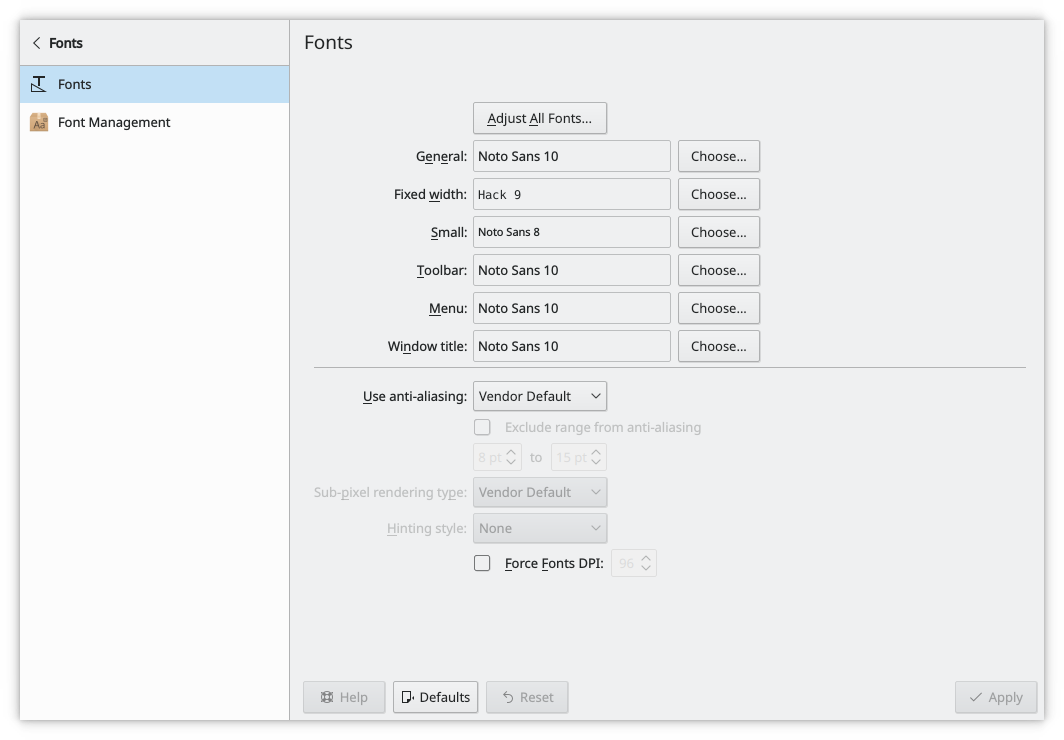 Fonts
Fonts
Fonts
Font Management
Adjust All Fonts...
General: Noto Sans 10 Choose...
Fixed width: Hack 9 Choose...
Small: Noto Sans 8 Choose...
Toolbar: Noto Sans 10 Choose...
Menu: Noto Sans 10 Choose...
Window title: Noto Sans 10 Choose...
Use anti-aliasing: Vendor Default
Exclude range from anti-aliasing
8 pt to 15 pt
Sub-pixel rendering type: Vendor Default
Hinting style: None
Force Fonts DPI: 96
Help Defaults Reset Apply